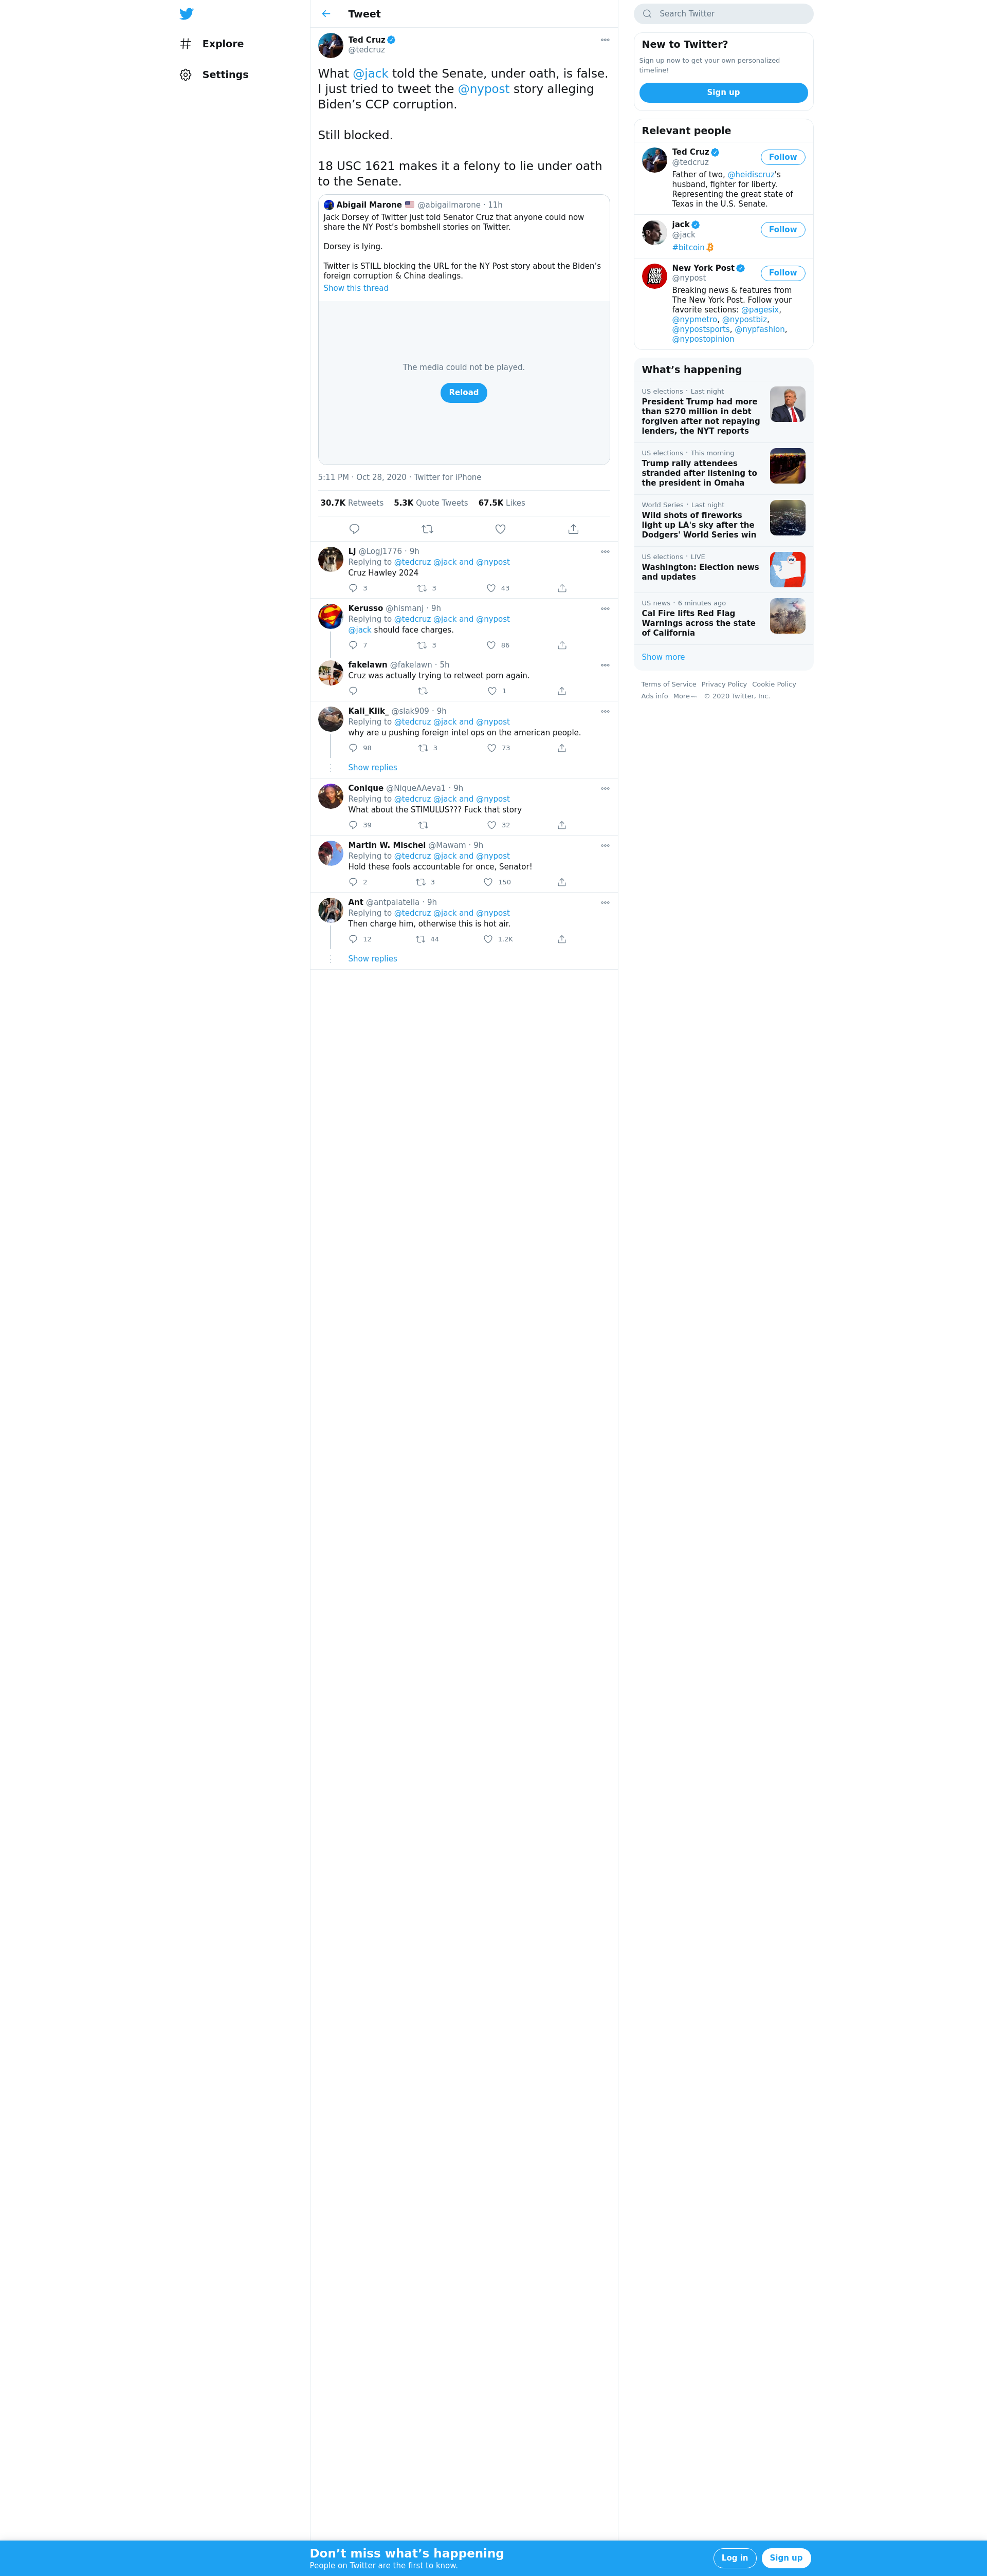 Explore
Settings
Tweet
Ted Cruz
@tedcruz
What @jack told the Senate, under oath, is false.
I just tried to tweet the @nypost story alleging
Biden’s CCP corruption.
Still blocked.
18 USC 1621 makes it a felony to lie under oath
to the Senate.
Abigail Marone 🇺🇸 @abigailmarone · 11h
Jack Dorsey of Twitter just told Senator Cruz that anyone could now
share the NY Post’s bombshell stories on Twitter.
Dorsey is lying.
Twitter is STILL blocking the URL for the NY Post story about the Biden’s
foreign corruption & China dealings.
Show this thread
The media could not be played.
Reload
5:11 PM · Oct 28, 2020 · Twitter for iPhone
30.7K Retweets 5.3K Quote Tweets 67.5K Likes
LJ @LogJ1776 · 9h
Replying to @tedcruz @jack and @nypost
Cruz Hawley 2024
3 3 43
Kerusso @hismanj · 9h
Replying to @tedcruz @jack and @nypost
@jack should face charges.
7 3 86
fakelawn @fakelawn · 5h
Cruz was actually trying to retweet porn again.
1
Kali_Klik_ @slak909 · 9h
Replying to @tedcruz @jack and @nypost
why are u pushing foreign intel ops on the american people.
98 3 73
Show replies
Conique @NiqueAAeva1 · 9h
Replying to @tedcruz @jack and @nypost
What about the STIMULUS??? Fuck that story
39 32
Martin W. Mischel @Mawam · 9h
Replying to @tedcruz @jack and @nypost
Hold these fools accountable for once, Senator!
2 3 150
Ant @antpalatella · 9h
Replying to @tedcruz @jack and @nypost
Then charge him, otherwise this is hot air.
12 44 1.2K
Show replies
Search Twitter
New to Twitter?
Sign up now to get your own personalized
timeline!
Sign up
Relevant people
Ted Cruz
@tedcruz
Follow
Father of two, @heidiscruz’s
husband, fighter for liberty.
Representing the great state of
Texas in the U.S. Senate.
jack
@jack
Follow
#bitcoin
NEW
YORK
POST
New York Post
@nypost
Follow
Breaking news & features from
The New York Post. Follow your
favorite sections: @pagesix,
@nypmetro, @nypostbiz,
@nypostsports, @nypfashion,
@nypostopinion
What’s happening
US elections · Last night
President Trump had more
than $270 million in debt
forgiven after not repaying
lenders, the NYT reports
US elections · This morning
Trump rally attendees
stranded after listening to
the president in Omaha
World Series · Last night
Wild shots of fireworks
light up LA's sky after the
Dodgers' World Series win
US elections · LIVE
Washington: Election news
and updates
US news · 6 minutes ago
Cal Fire lifts Red Flag
Warnings across the state
of California
Show more
Terms of Service Privacy Policy Cookie Policy
Ads info More © 2020 Twitter, Inc.
Don’t miss what’s happening
People on Twitter are the first to know.
Log in
Sign up